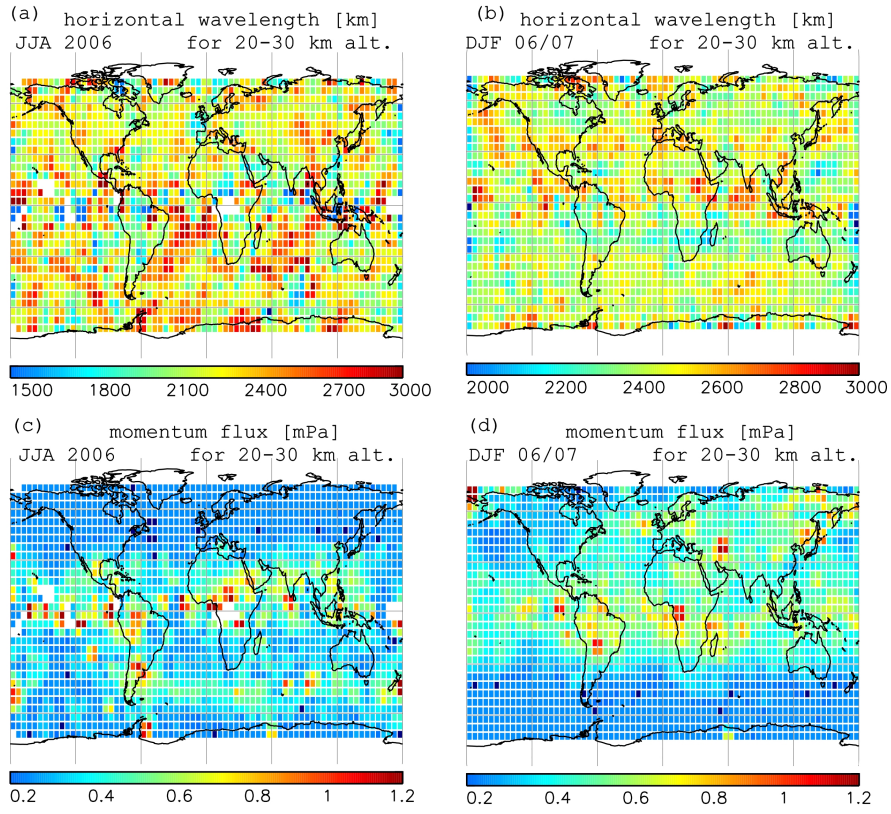 (a) horizontal wavelength [km]
JJA 2006 for 20-30 km alt.
1500 1800 2100 2400 2700 3000
(b) horizontal wavelength [km]
DJF 06/07 for 20-30 km alt.
2000 2200 2400 2600 2800 3000
(c) momentum flux [mPa]
JJA 2006 for 20-30 km alt.
0.2 0.4 0.6 0.8 1 1.2
(d) momentum flux [mPa]
DJF 06/07 for 20-30 km alt.
0.2 0.4 0.6 0.8 1 1.2